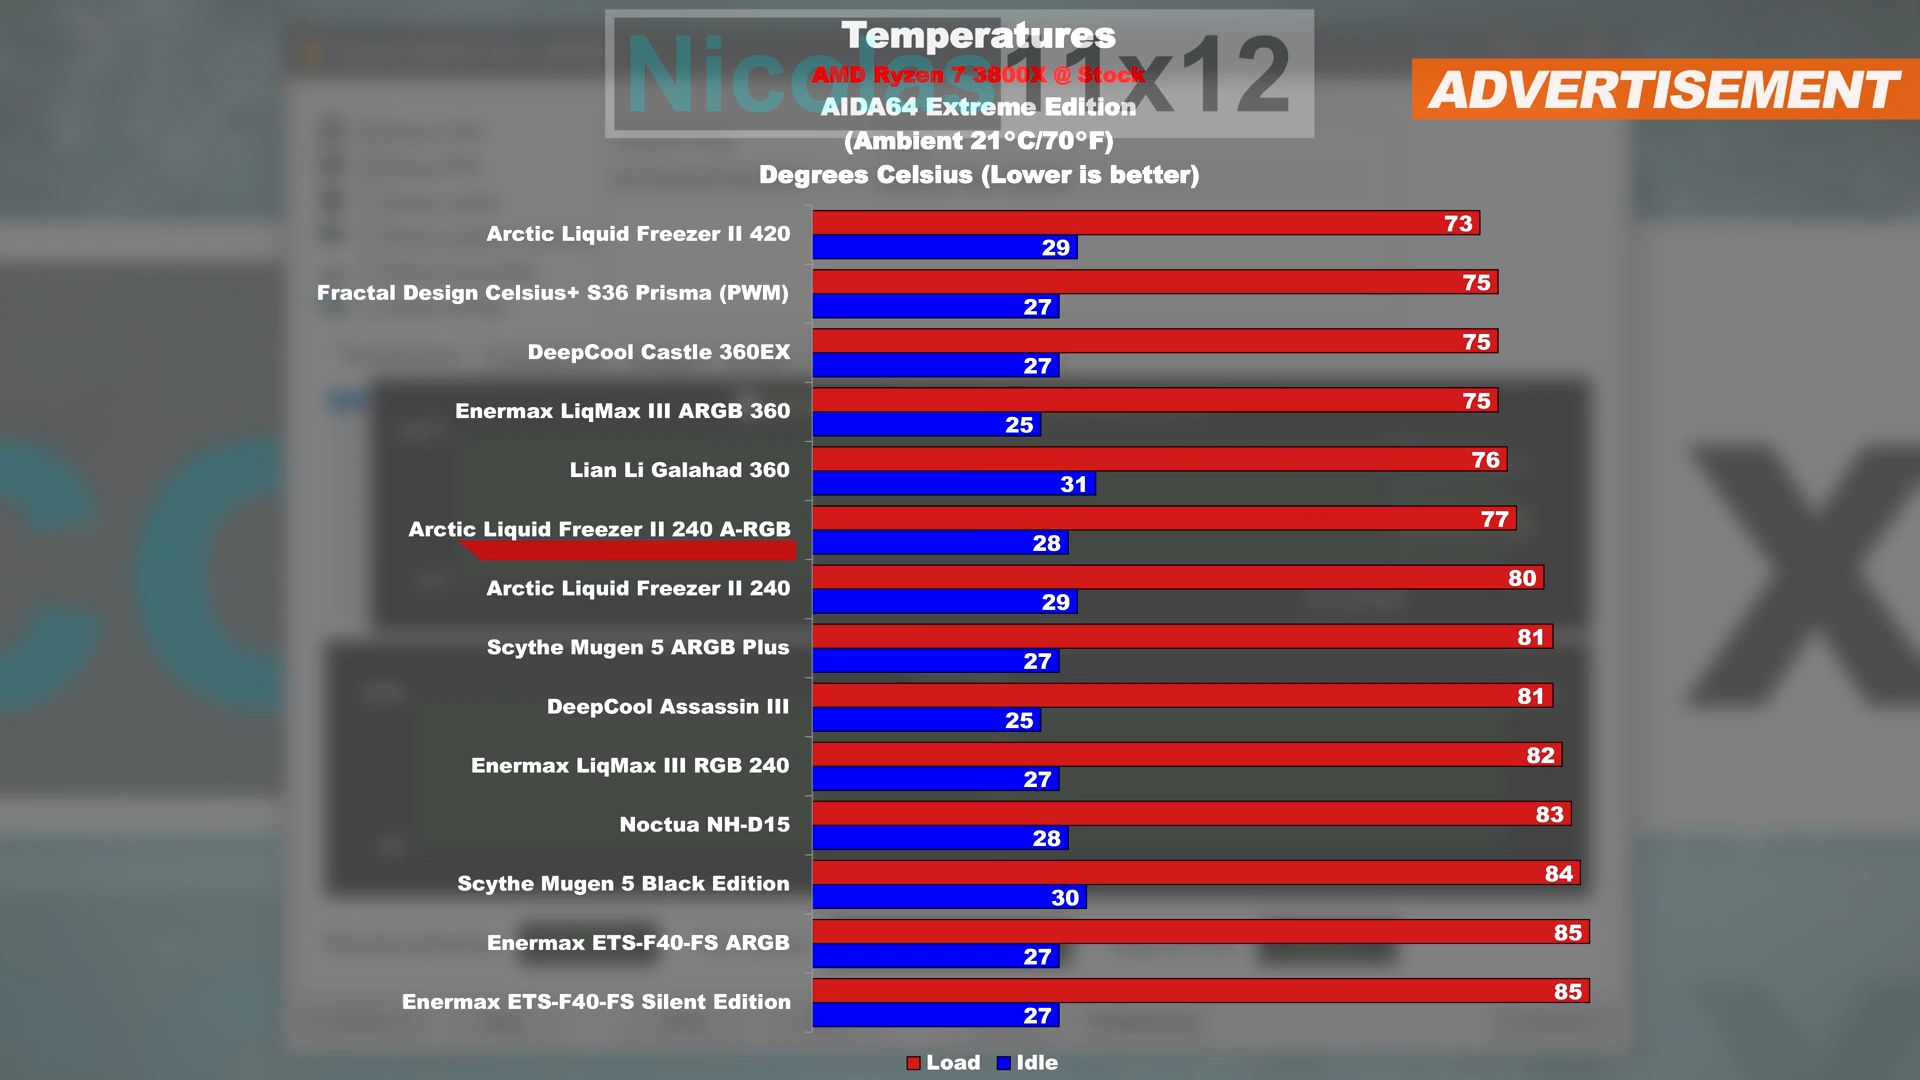 Temperatures
Nicolas11x12
AMD Ryzen 7 3800X @ Stock
ADVERTISEMENT
AIDA64 Extreme Edition
(Ambient 21°C/70°F)
Degrees Celsius (Lower is better)
Arctic Liquid Freezer II 420
73
29
Fractal Design Celsius+ S36 Prisma (PWM)
75
27
DeepCool Castle 360EX
75
27
Enermax LiqMax III ARGB 360
75
25
Lian Li Galahad 360
76
31
Arctic Liquid Freezer II 240 A-RGB
77
28
Arctic Liquid Freezer II 240
80
29
Scythe Mugen 5 ARGB Plus
81
27
DeepCool Assassin III
81
25
Enermax LiqMax III RGB 240
82
27
Noctua NH-D15
83
28
Scythe Mugen 5 Black Edition
84
30
Enermax ETS-F40-FS ARGB
85
27
Enermax ETS-F40-FS Silent Edition
85
27
Load Idle